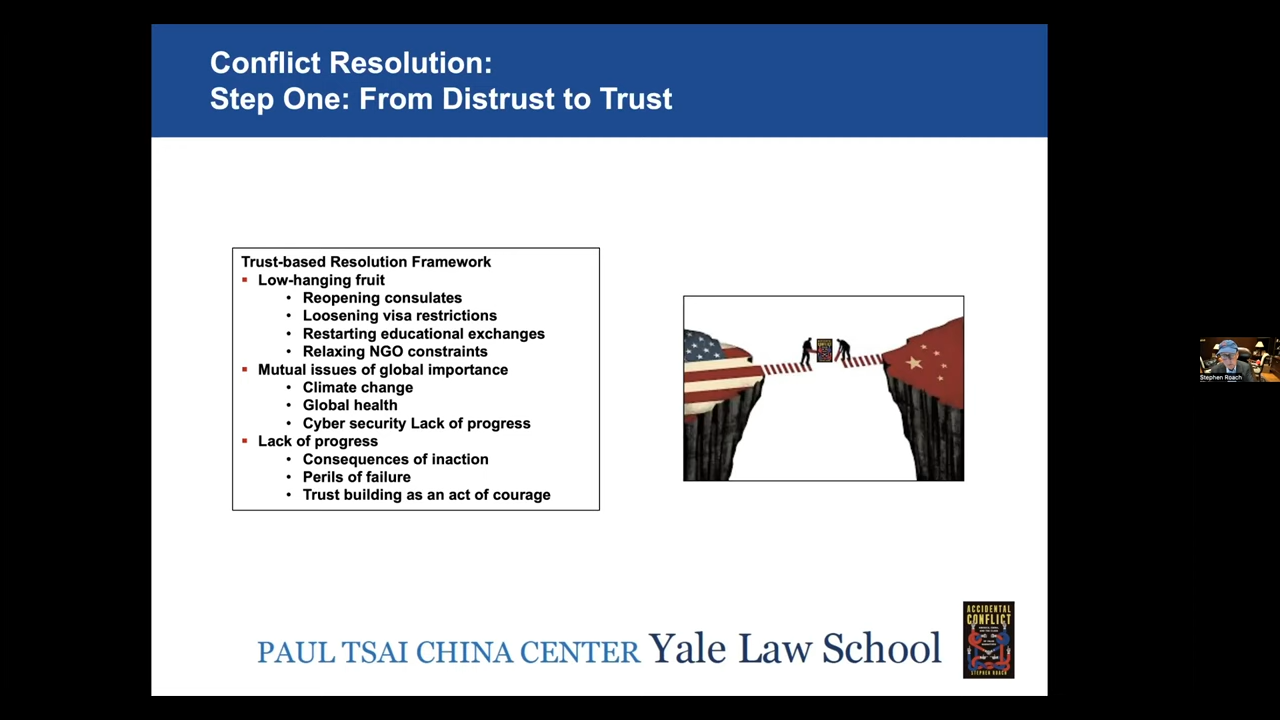 Conflict Resolution:
Step One: From Distrust to Trust
Trust-based Resolution Framework
▪ Low-hanging fruit
• Reopening consulates
• Loosening visa restrictions
• Restarting educational exchanges
• Relaxing NGO constraints
▪ Mutual issues of global importance
• Climate change
• Global health
• Cyber security Lack of progress
▪ Lack of progress
• Consequences of inaction
• Perils of failure
• Trust building as an act of courage
PAUL TSAI CHINA CENTER Yale Law School
ACCIDENTAL
CONFLICT
STEPHEN ROACH
Stephen Roach